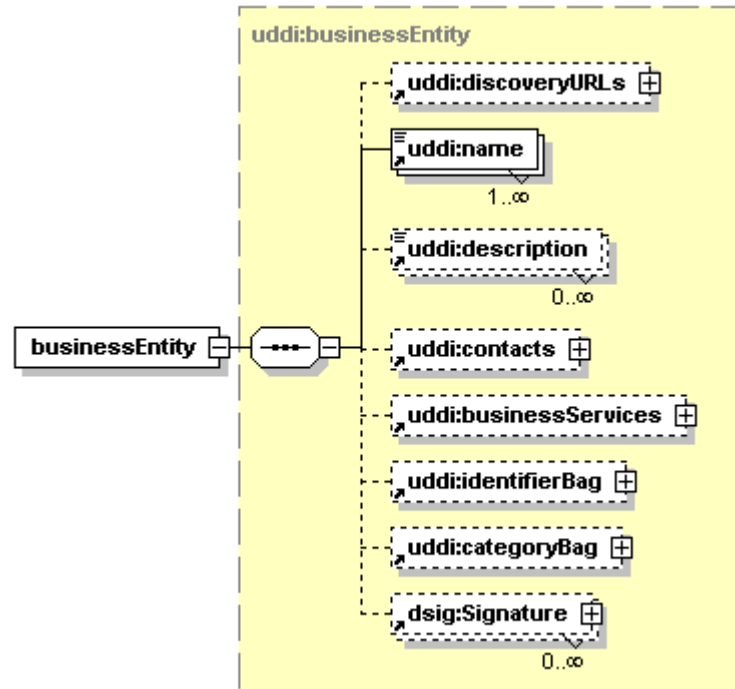 uddi:businessEntity
uddi:discoveryURLs
uddi:name
1..∞
uddi:description
0..∞
businessEntity
uddi:contacts
uddi:businessServices
uddi:identifierBag
uddi:categoryBag
dsig:Signature
0..∞